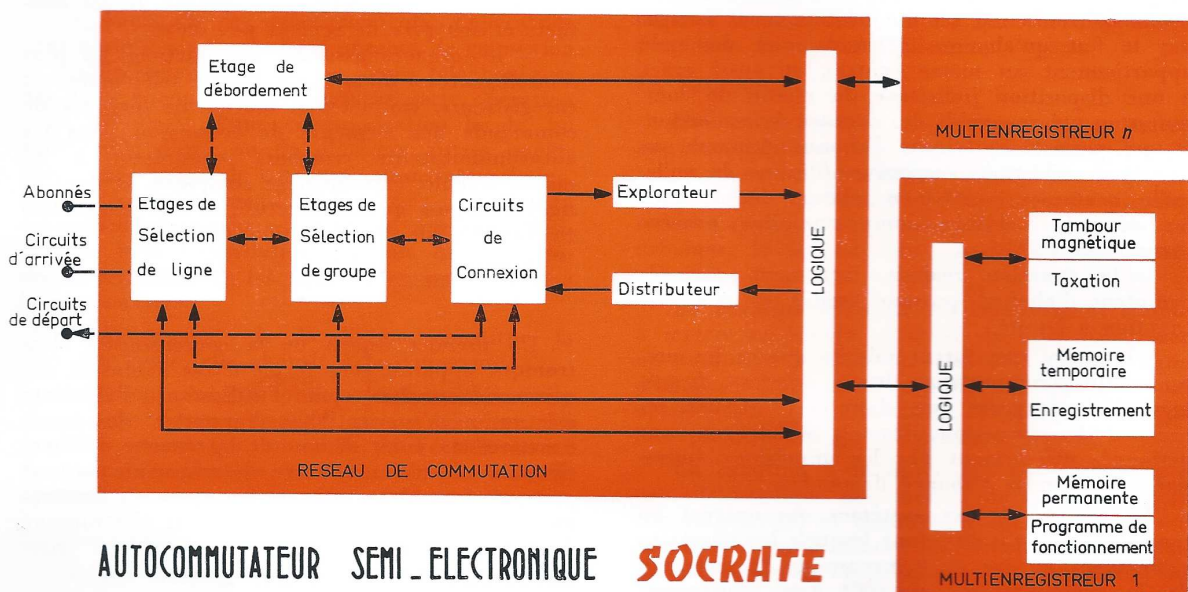 Etage de
débordement
Abonnés
Circuits
d'arrivée
Circuits
de départ
Etages de
Sélection
de ligne
Etages de
Sélection
de groupe
Circuits
de
Connexion
Explorateur
Distributeur
LOGIQUE
RESEAU DE COMMUTATION
MULTIENREGISTREUR n
LOGIQUE
Tambour
magnétique
Taxation
Mémoire
temporaire
Enregistrement
Mémoire
permanente
Programme de
fonctionnement
MULTIENREGISTREUR 1
AUTOCOMMUTATEUR SEMI_ELECTRONIQUE SOCRATE